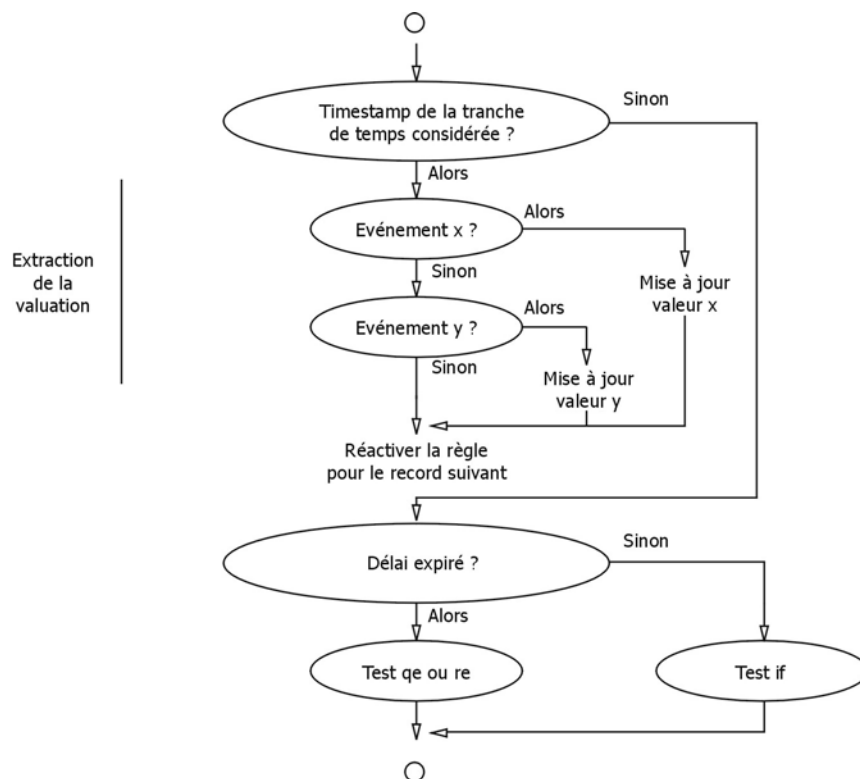 Timestamp de la tranche
de temps considérée ?
Sinon
Alors
Evénement x ?
Alors
Extraction
de la
valuation
Sinon
Mise à jour
valeur x
Evénement y ?
Alors
Sinon
Mise à jour
valeur y
Réactiver la règle
pour le record suivant
Délai expiré ?
Sinon
Alors
Test qe ou re
Test if